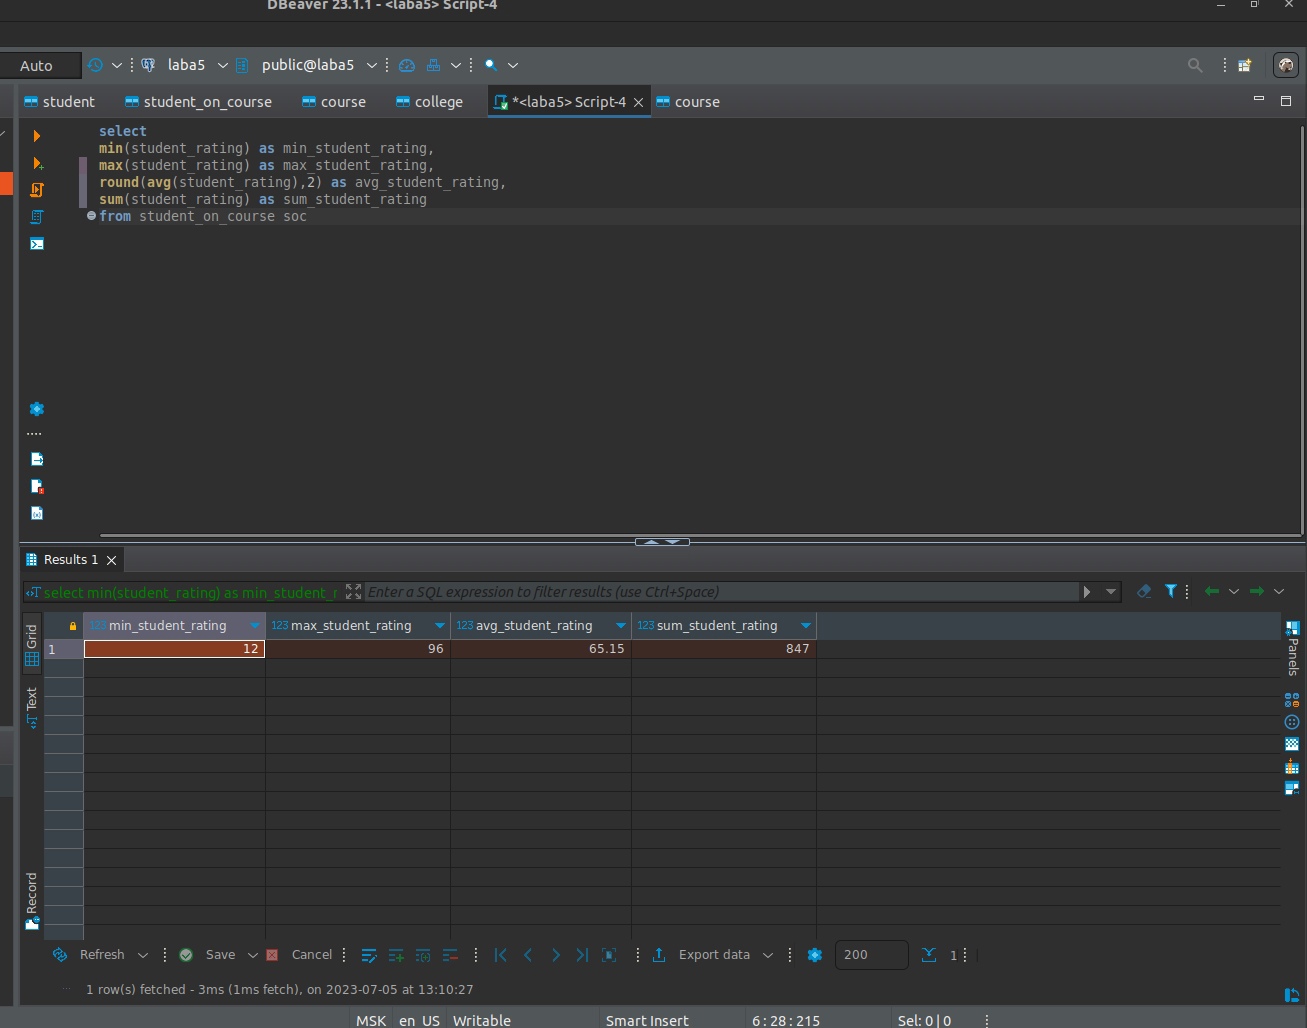 DBeaver 23.1.1 - <laba5> Script-4
Auto laba5 public@laba5
student student_on_course course college *<laba5> Script-4 course
select
min(student_rating) as min_student_rating,
max(student_rating) as max_student_rating,
round(avg(student_rating),2) as avg_student_rating,
sum(student_rating) as sum_student_rating
from student_on_course soc
Results 1
select min(student_rating) as min_student_r Enter a SQL expression to filter results (use Ctrl+Space)
Grid
Text
Record
123 min_student_rating 123 max_student_rating 123 avg_student_rating 123 sum_student_rating
1 12 96 65.15 847
Panels
Refresh Save Cancel Export data 200 1
1 row(s) fetched - 3ms (1ms fetch), on 2023-07-05 at 13:10:27
MSK en_US Writable Smart Insert 6 : 28 : 215 Sel: 0 | 0